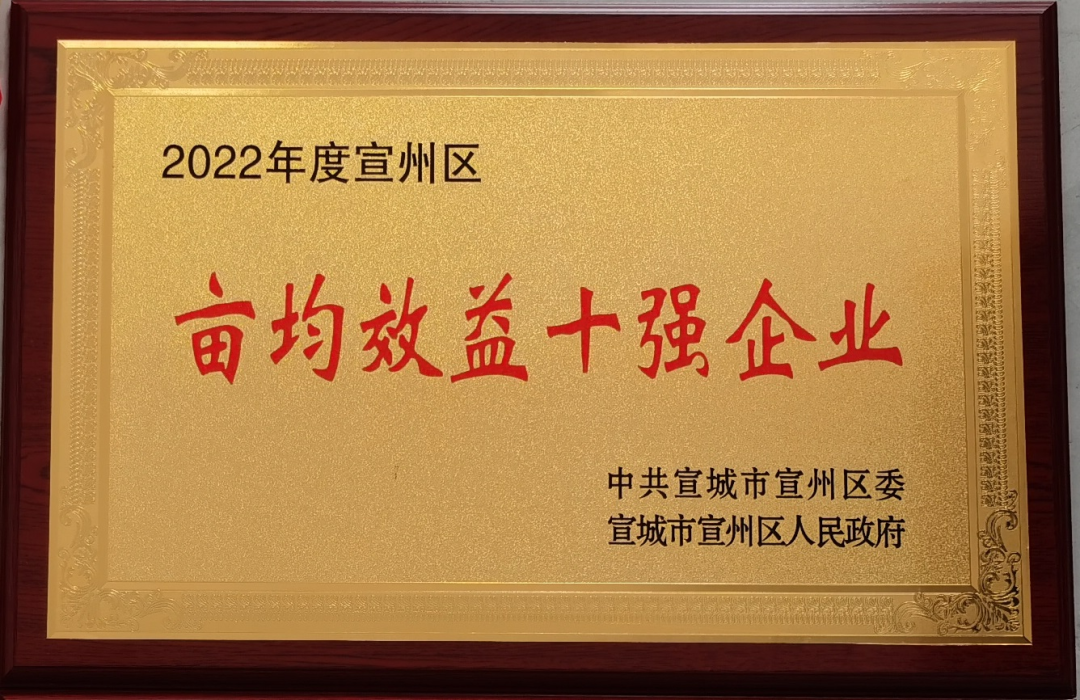 2022年度宣州区
亩均效益十强企业
中共宣城市宣州区委
宣城市宣州区人民政府